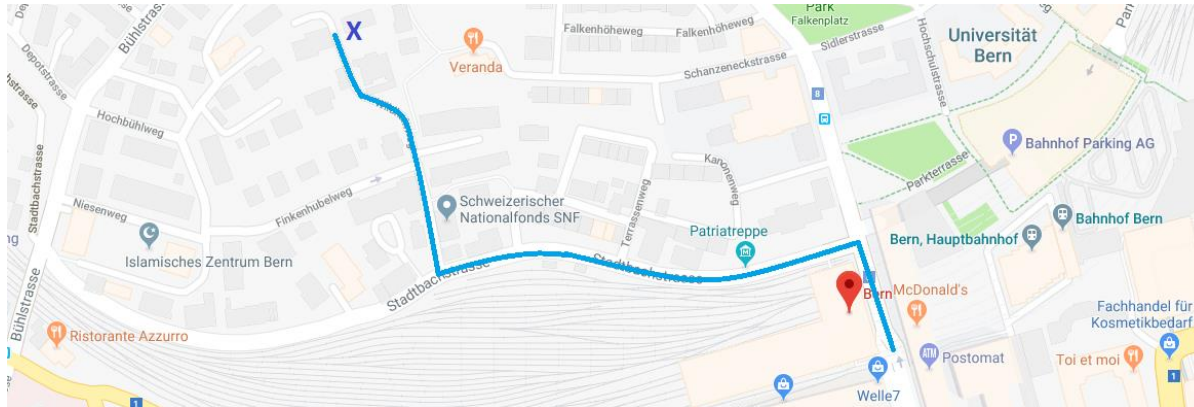 X
Bühlstrasse
Depotstrasse
Stadtbachstrasse
Hochbühlweg
Niesenweg
Islamisches Zentrum Bern
Finkenhubelweg
Bühlstrasse
Ristorante Azzurro
1
Veranda
Falkenhöheweg
Falkenhöheweg
Schanzeneckstrasse
Park
Falkenplatz
Sidlerstrasse
Hochschulstrasse
Universität
Bern
8
Bahnhof Parking AG
Parkterrasse
Kanonenweg
Terrassenweg
Schweizerischer
Nationalfonds SNF
Patriatreppe
Stadtbachstrasse
Stadtbachstrasse
Bern, Hauptbahnhof
Bahnhof Bern
Bern
McDonald's
Fachhandel für
Kosmetikbedarf
ATM
Postomat
Toi et moi
1
Welle7